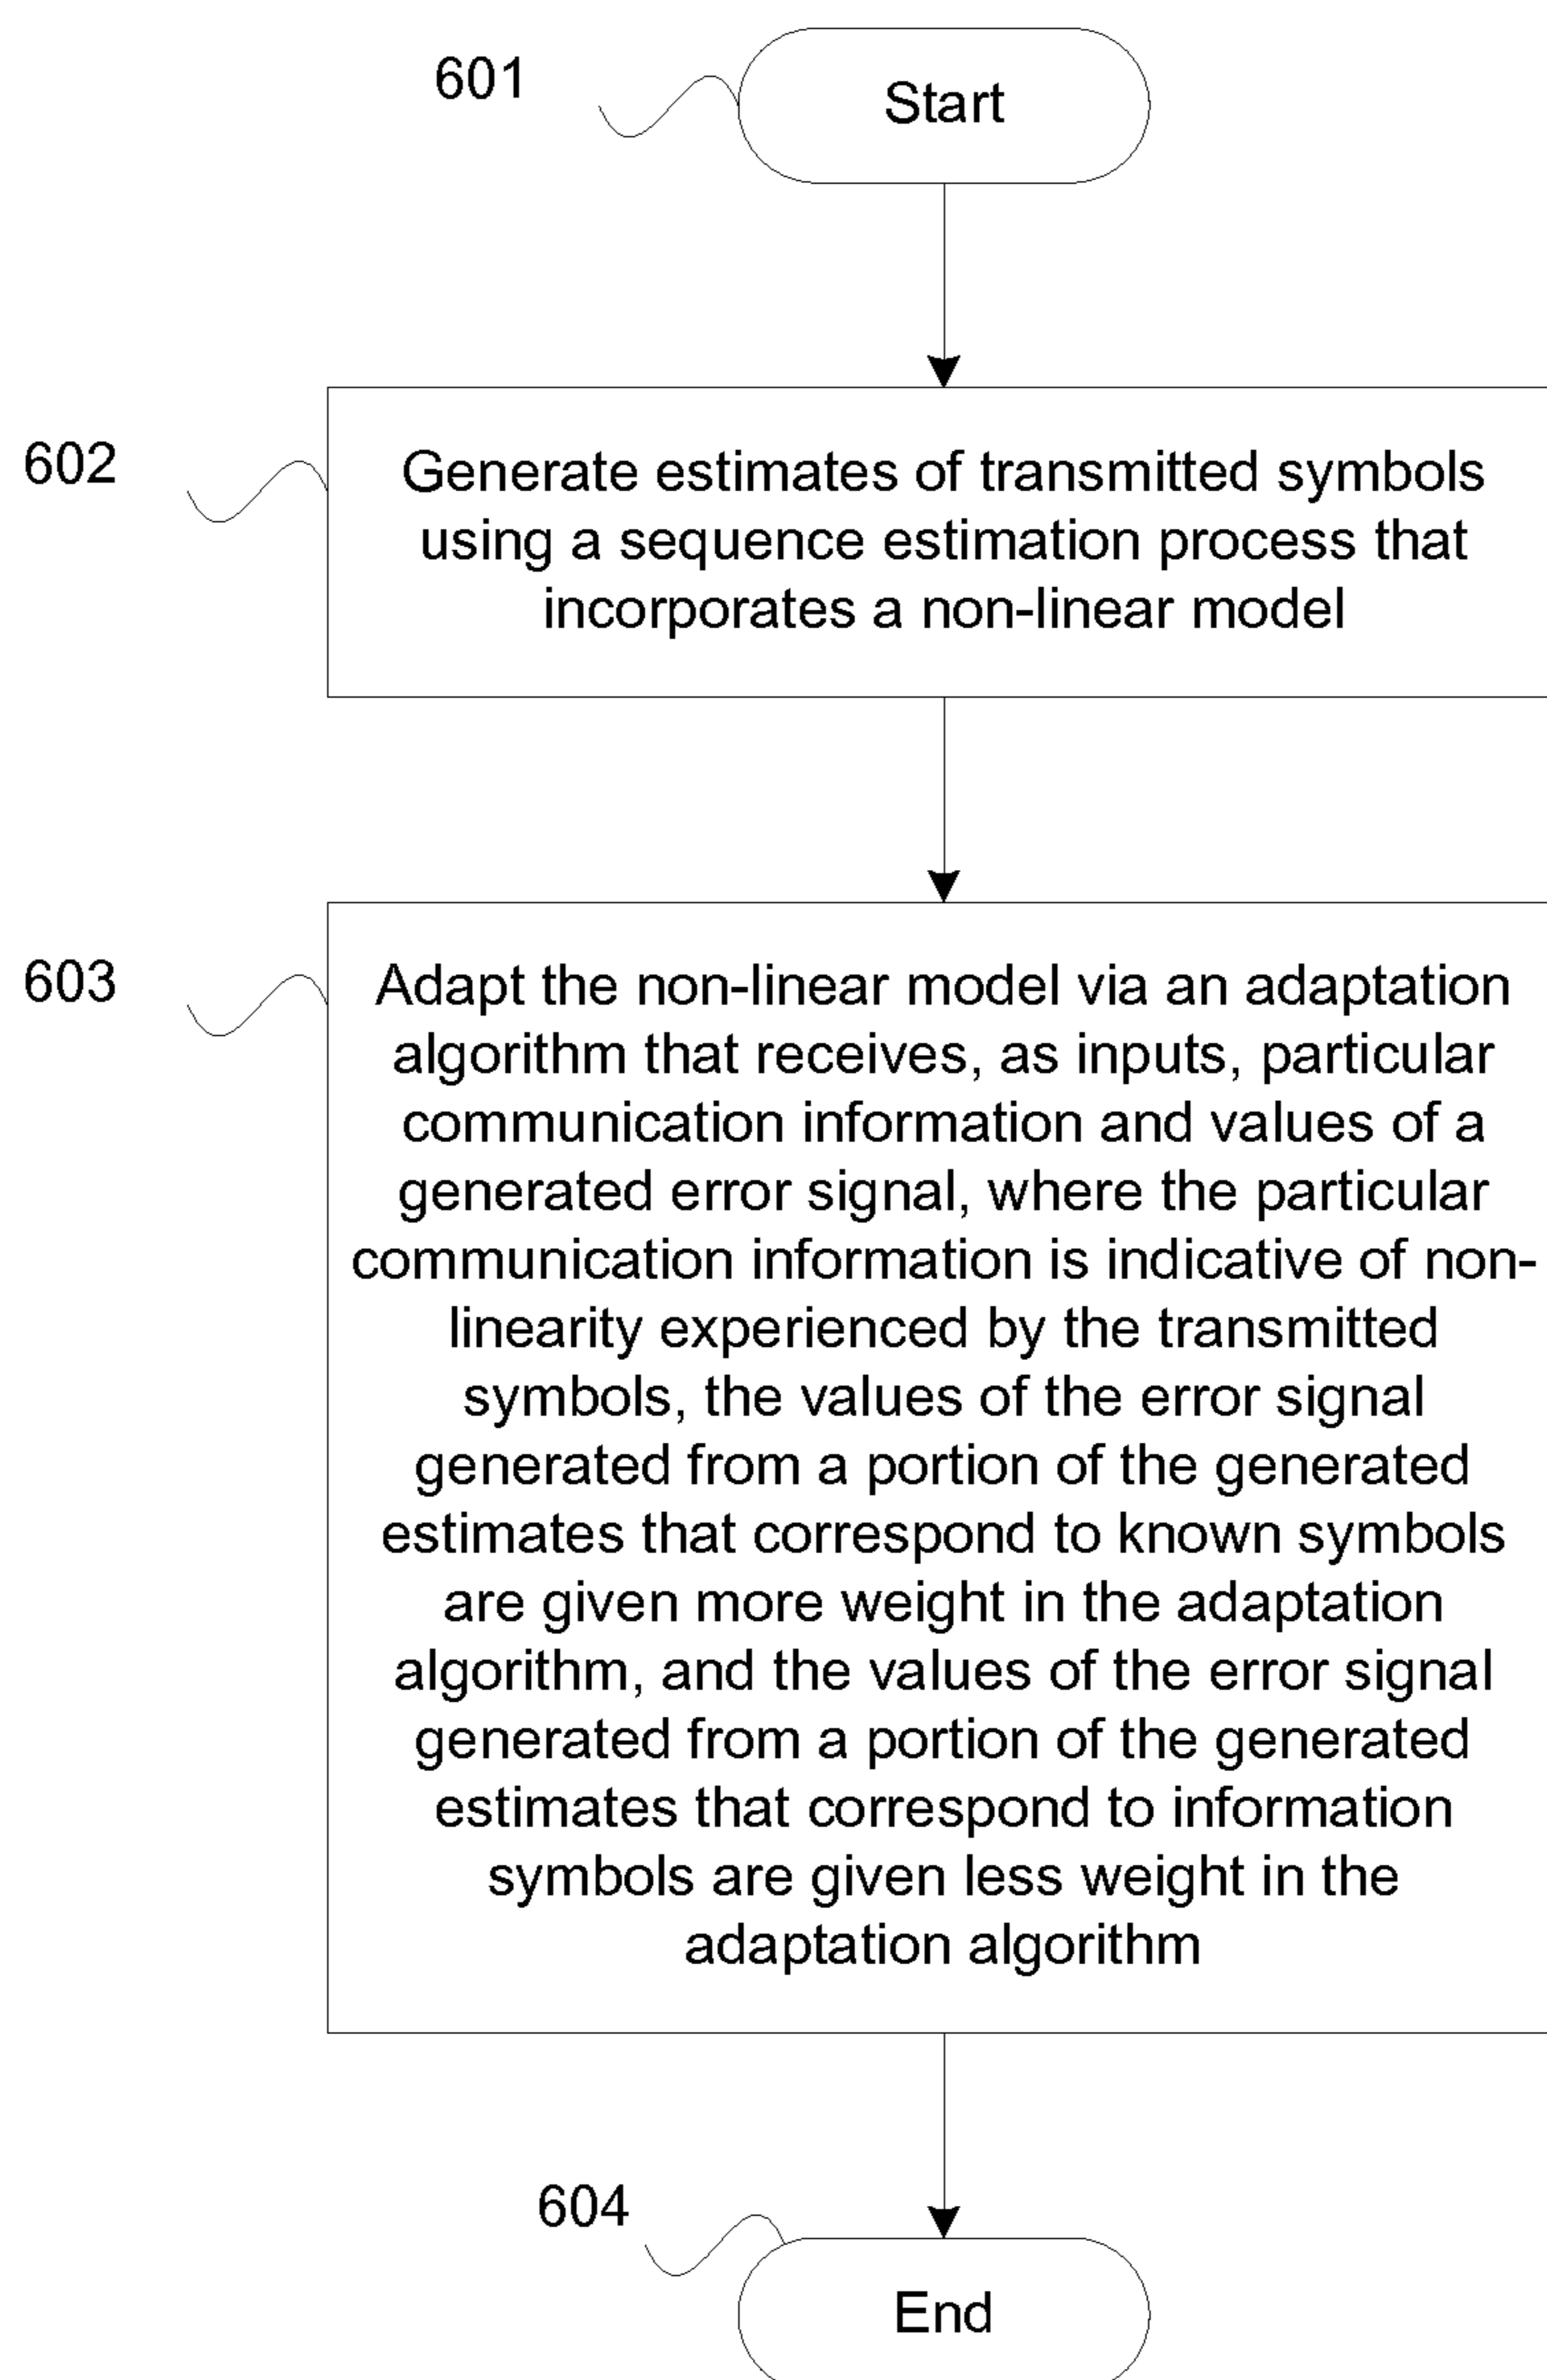 601
Start
602
Generate estimates of transmitted symbols
using a sequence estimation process that
incorporates a non-linear model
603
Adapt the non-linear model via an adaptation
algorithm that receives, as inputs, particular
communication information and values of a
generated error signal, where the particular
communication information is indicative of non-
linearity experienced by the transmitted
symbols, the values of the error signal
generated from a portion of the generated
estimates that correspond to known symbols
are given more weight in the adaptation
algorithm, and the values of the error signal
generated from a portion of the generated
estimates that correspond to information
symbols are given less weight in the
adaptation algorithm
604
End